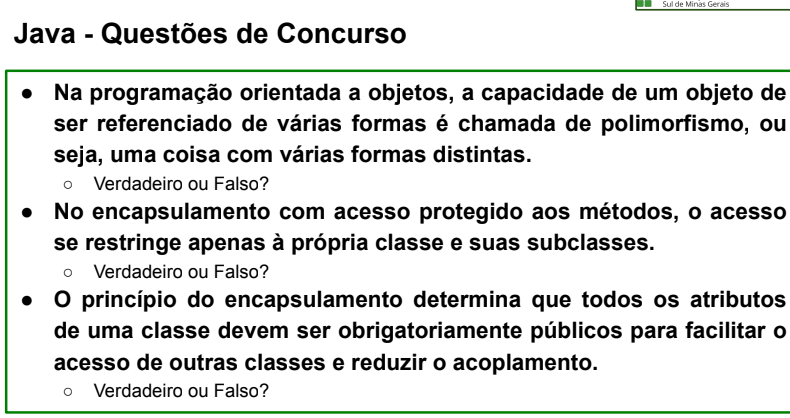 Sul de Minas Gerais
Java - Questões de Concurso
● Na programação orientada a objetos, a capacidade de um objeto de
ser referenciado de várias formas é chamada de polimorfismo, ou
seja, uma coisa com várias formas distintas.
○ Verdadeiro ou Falso?
● No encapsulamento com acesso protegido aos métodos, o acesso
se restringe apenas à própria classe e suas subclasses.
○ Verdadeiro ou Falso?
● O princípio do encapsulamento determina que todos os atributos
de uma classe devem ser obrigatoriamente públicos para facilitar o
acesso de outras classes e reduzir o acoplamento.
○ Verdadeiro ou Falso?